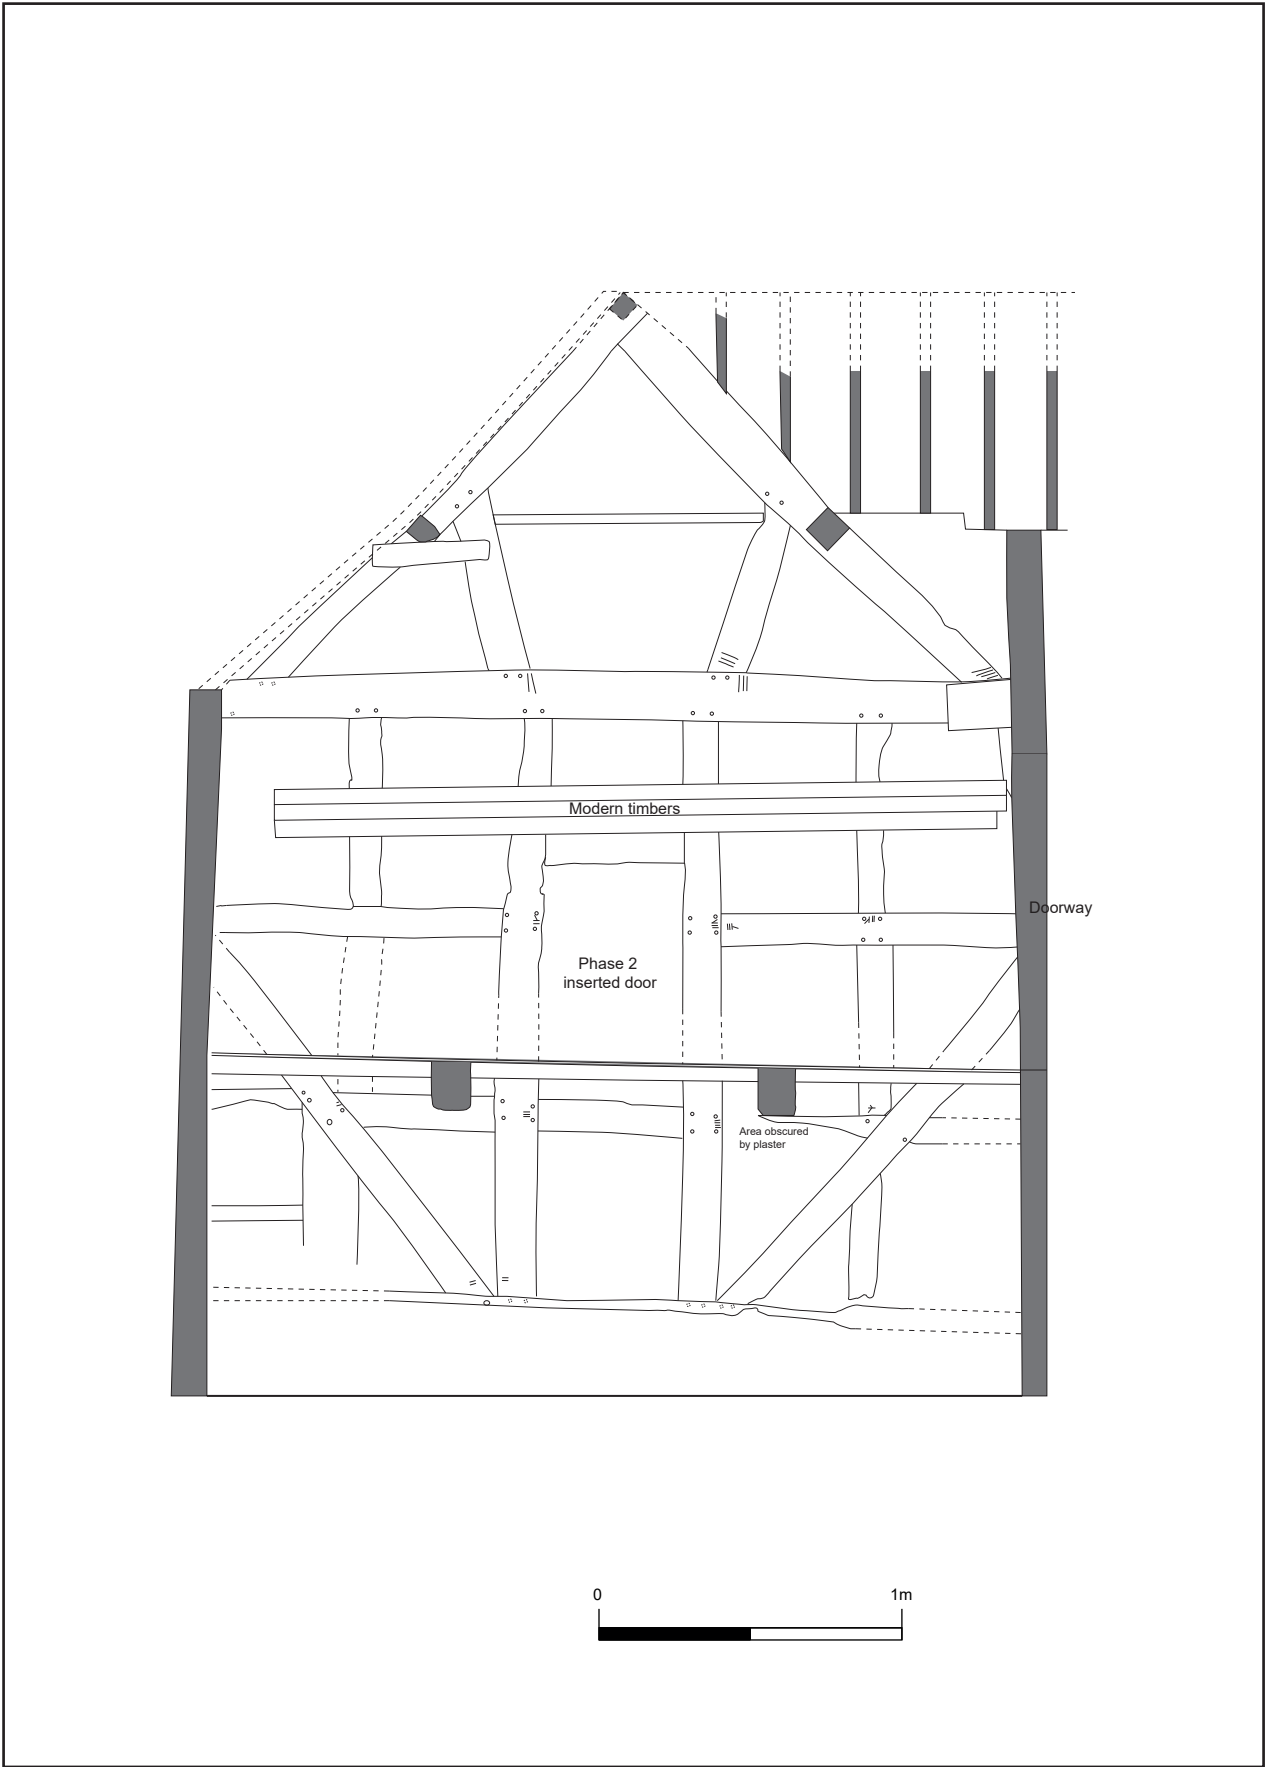 Modern timbers
Doorway
Phase 2
inserted door
Area obscured
by plaster
0 1m